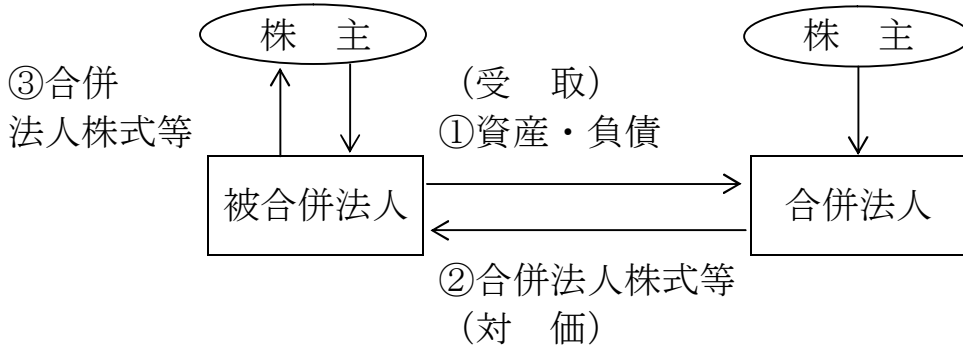 株　主
株　主
③合併
法人株式等
（受　取）
①資産・負債
被合併法人
合併法人
②合併法人株式等
（対　価）